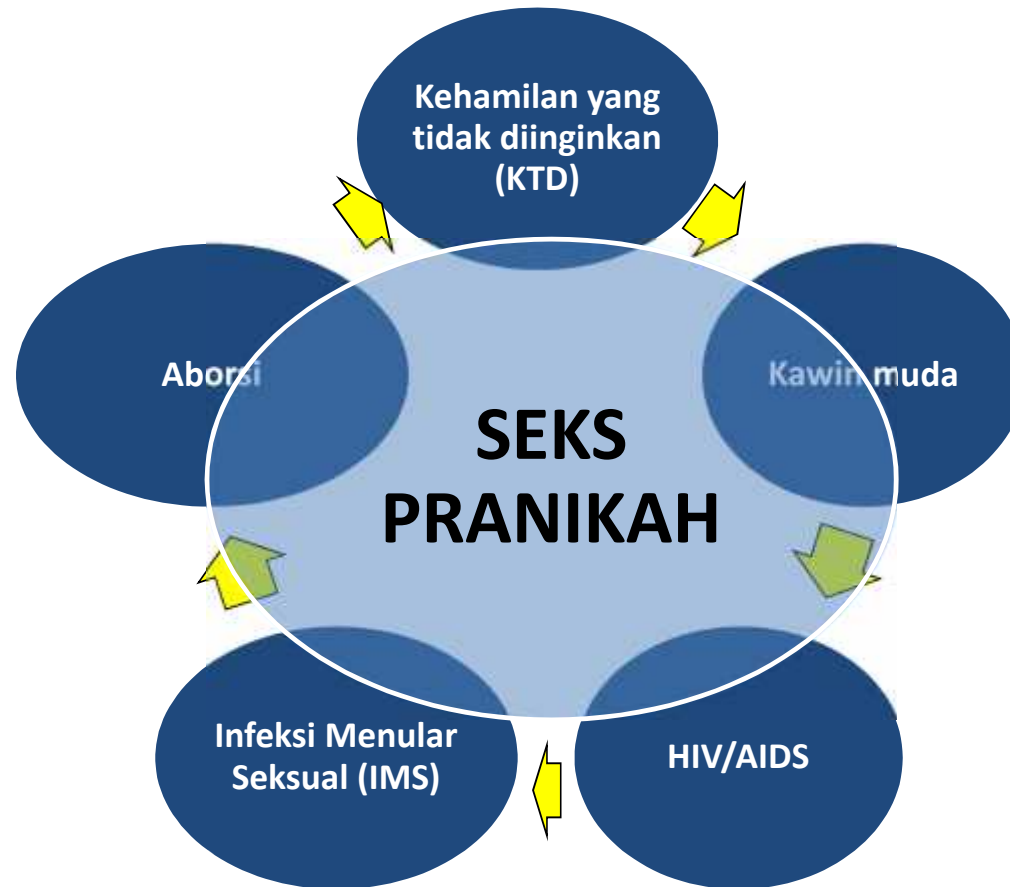 Kehamilan yang
tidak diinginkan
(KTD)
Aborsi
Kawin muda
SEKS
PRANIKAH
Infeksi Menular
Seksual (IMS)
HIV/AIDS